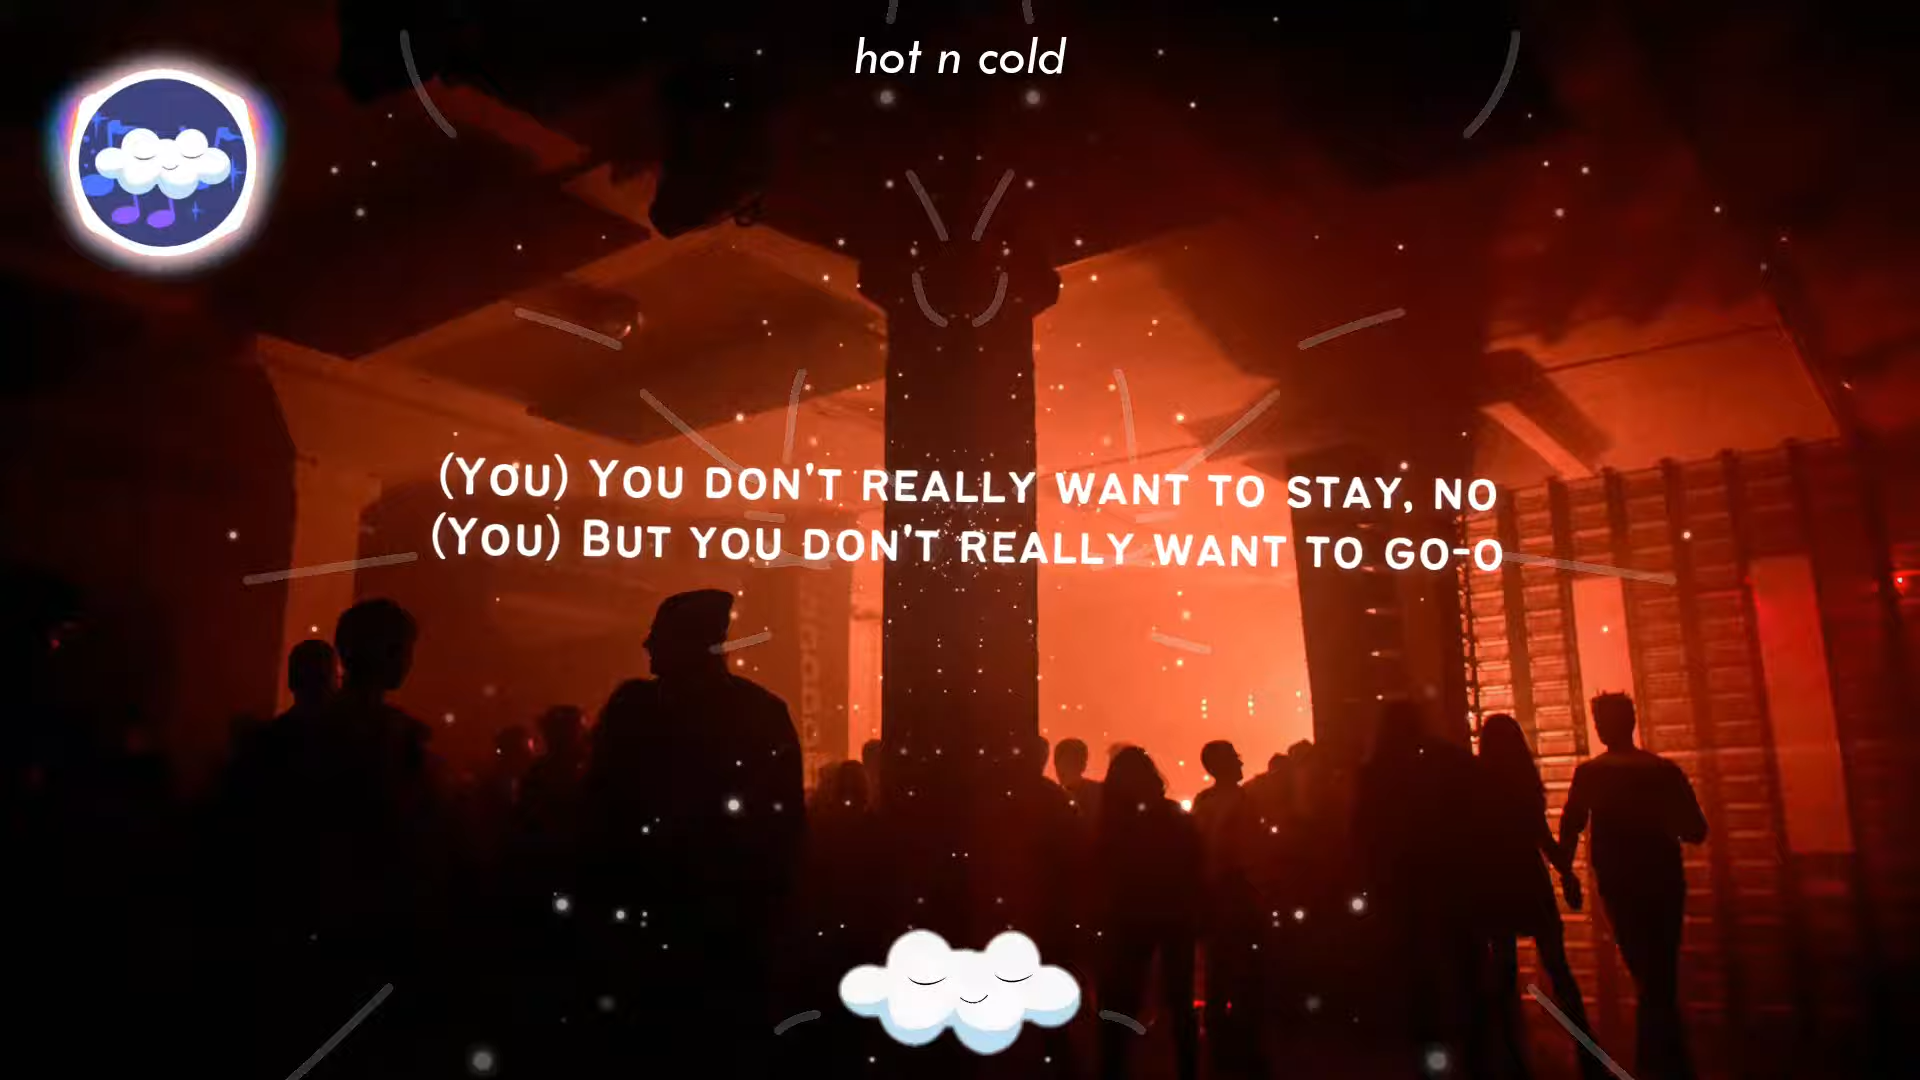 hot n cold
(You) You don't really want to stay, no
(You) But you don't really want to go-o